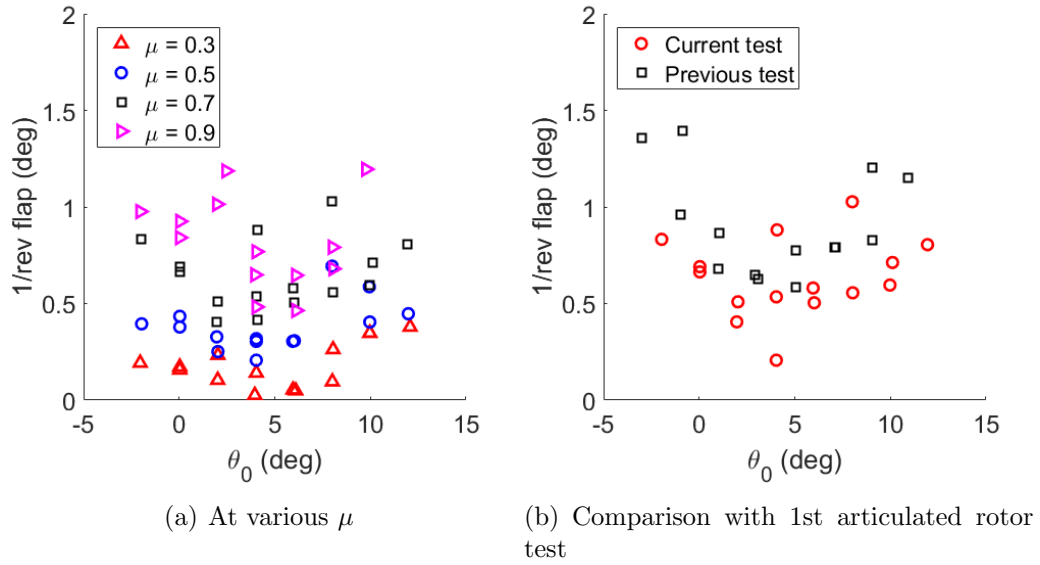 2
1.5
1
0.5
0
-5
0
5
10
15
1/rev flap (deg)
θ0 (deg)
μ = 0.3
μ = 0.5
μ = 0.7
μ = 0.9
(a) At various μ
2
1.5
1
0.5
0
-5
0
5
10
15
1/rev flap (deg)
θ0 (deg)
Current test
Previous test
(b) Comparison with 1st articulated rotor
test